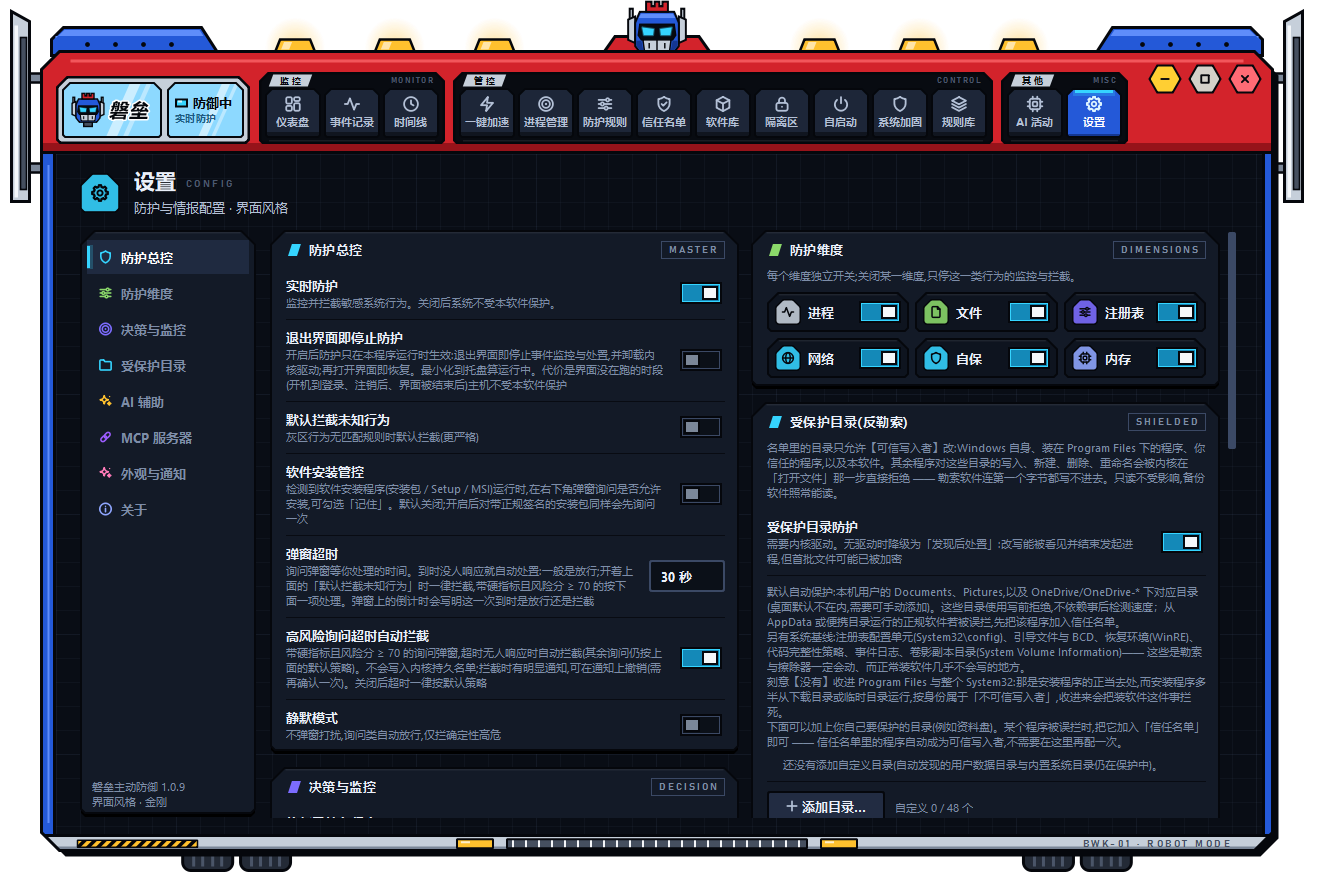 磐垒
防御中
实时防护
监控 MONITOR
仪表盘
事件记录
时间线
管控 CONTROL
一键加速
进程管理
防护规则
信任名单
软件库
隔离区
自启动
系统加固
规则库
其他 MISC
AI 活动
设置
设置 CONFIG
防护与情报配置 · 界面风格
防护总控
防护维度
决策与监控
受保护目录
AI 辅助
MCP 服务器
外观与通知
关于
磐垒主动防御 1.0.9
界面风格 · 金刚
防护总控 MASTER
实时防护
监控并拦截敏感系统行为。关闭后系统不受本软件保护。
退出界面即停止防护
开启后防护只在本程序运行时生效:退出界面即停止事件监控与处置,并卸载内
核驱动;再打开界面即恢复。最小化到托盘算运行中。代价是界面没在跑的时段
(开机到登录、注销后、界面被结束后)主机不受本软件保护
默认拦截未知行为
灰区行为无匹配规则时默认拦截(更严格)
软件安装管控
检测到软件安装程序(安装包 / Setup / MSI)运行时,在右下角弹窗询问是否允许
安装,可勾选「记住」。默认关闭;开启后对带正规签名的安装包同样会先询问
一次
弹窗超时
询问弹窗等你处理的时间。到时没人响应就自动处置:一般是放行;开着上
面的「默认拦截未知行为」时一律拦截,带硬指标且风险分 ≥ 70 的按下
面一项处理。弹窗上的倒计时会写明这一次到时是放行还是拦截
30 秒
高风险询问超时自动拦截
带硬指标且风险分 ≥ 70 的询问弹窗,超时无人响应时自动拦截(其余询问仍按上
面的默认策略)。不会写入内核持久名单;拦截时有明显通知,可在通知上撤销(需
再确认一次)。关闭后超时一律按默认策略
静默模式
不弹窗打扰,询问类自动放行,仅拦确定性高危
决策与监控 DECISION
防护维度 DIMENSIONS
每个维度独立开关;关闭某一维度,只停这一类行为的监控与拦截。
进程
文件
注册表
网络
自保
内存
受保护目录(反勒索) SHIELDED
名单里的目录只允许【可信写入者】改:Windows 自身、装在 Program Files 下的程序、你
信任的程序,以及本软件。其余程序对这些目录的写入、新建、删除、重命名会被内核在
「打开文件」那一步直接拒绝 —— 勒索软件连第一个字节都写不进去。只读不受影响,备份
软件照常能读。
受保护目录防护
需要内核驱动。无驱动时降级为「发现后处置」:改写能被看见并结束发起进
程,但首批文件可能已被加密
默认自动保护:本机用户的 Documents、Pictures,以及 OneDrive/OneDrive-* 下对应目录
(桌面默认不在内,需要可手动添加)。这些目录使用写前拒绝,不依赖事后检测速度；从
AppData 或便携目录运行的正规软件若被误拦,先把该程序加入信任名单。
另有系统基线:注册表配置单元(System32\config)、引导文件与 BCD、恢复环境(WinRE)、
代码完整性策略、事件日志、卷影副本目录(System Volume Information)—— 这些是勒索
与擦除器一定会动、而正常装软件几乎不会写的地方。
刻意【没有】收进 Program Files 与整个 System32:那是安装程序的正当去处,而安装程序多
半从下载目录或临时目录运行,按身份属于「不可信写入者」,收进来会把装软件这件事拦
死。
下面可以加上你自己要保护的目录(例如资料盘)。某个程序被误拦时,把它加入「信任名单」
即可 —— 信任名单里的程序自动成为可信写入者,不需要在这里再配一次。
还没有添加自定义目录(自动发现的用户数据目录与内置系统目录仍在保护中)。
添加目录...
自定义 0 / 48 个
BWK-01 · ROBOT MODE